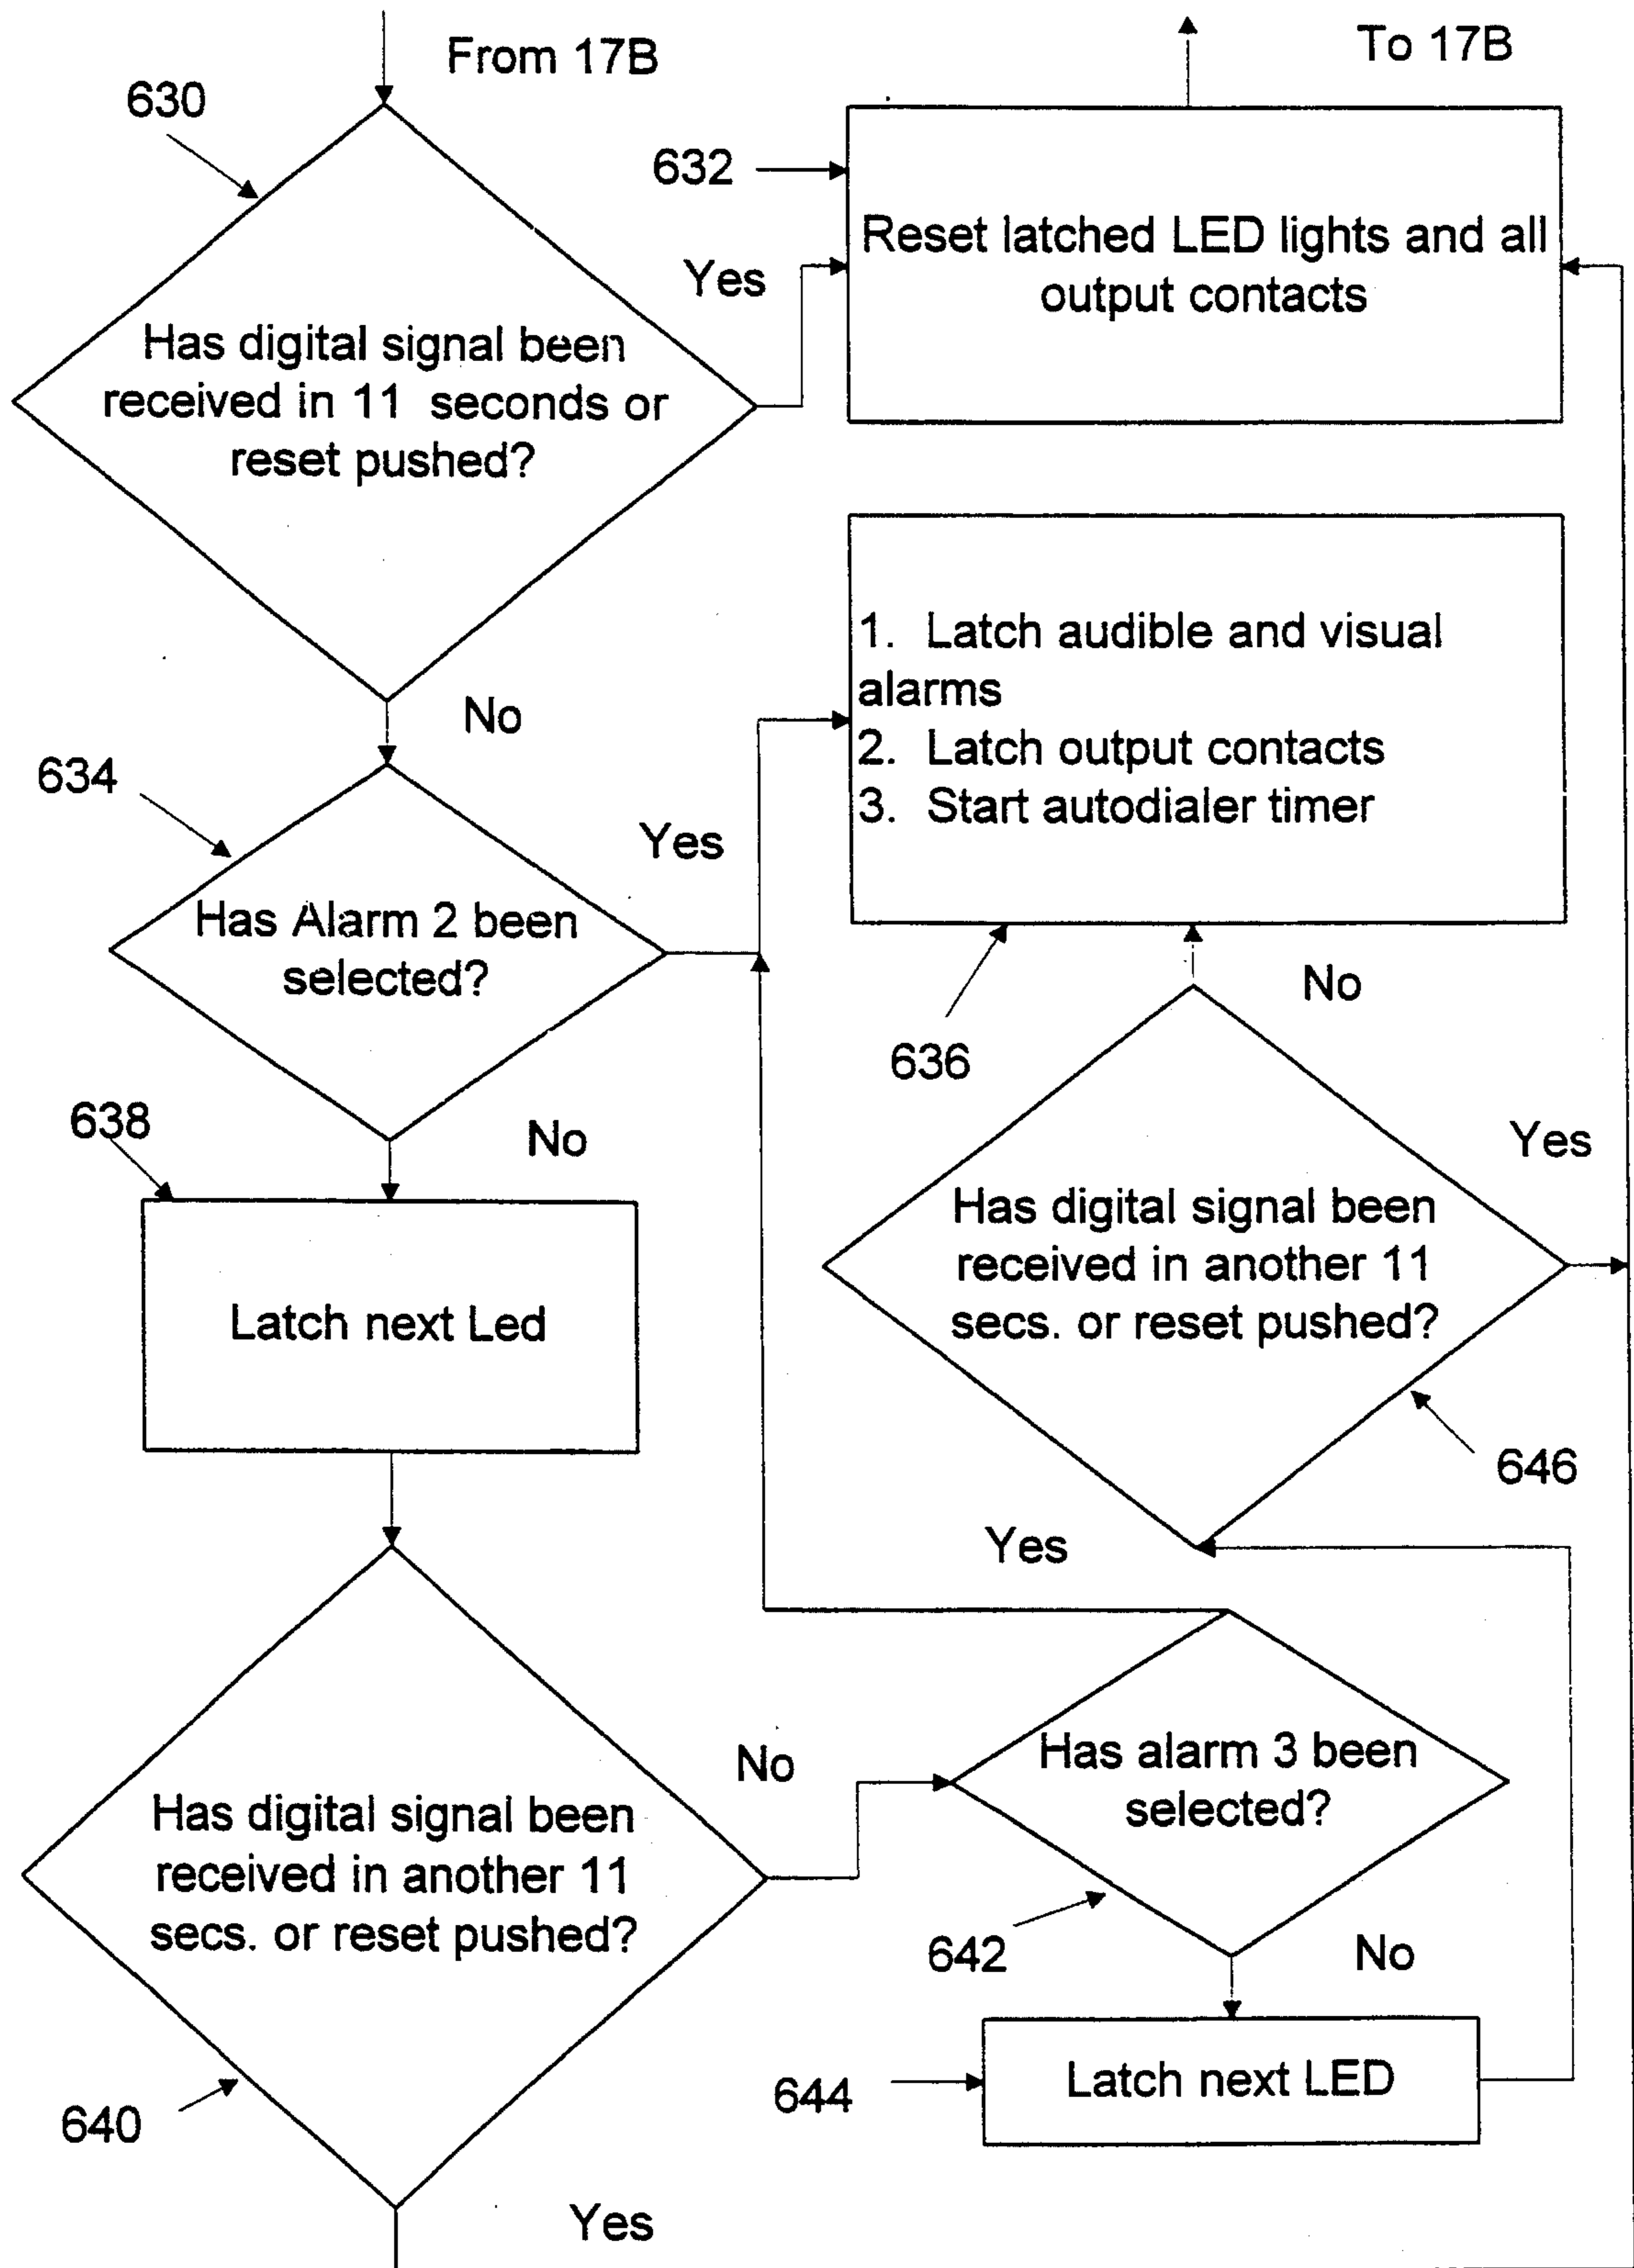 From 17B
To 17B
630
632
Reset latched LED lights and all
output contacts
Yes
Has digital signal been
received in 11 seconds or
reset pushed?
No
1. Latch audible and visual
alarms
2. Latch output contacts
3. Start autodialer timer
634
Yes
Has Alarm 2 been
selected?
636
No
638
No
Yes
Has digital signal been
received in another 11
secs. or reset pushed?
Latch next Led
646
Yes
No
Has alarm 3 been
selected?
Has digital signal been
received in another 11
secs. or reset pushed?
642
No
644
Latch next LED
640
Yes